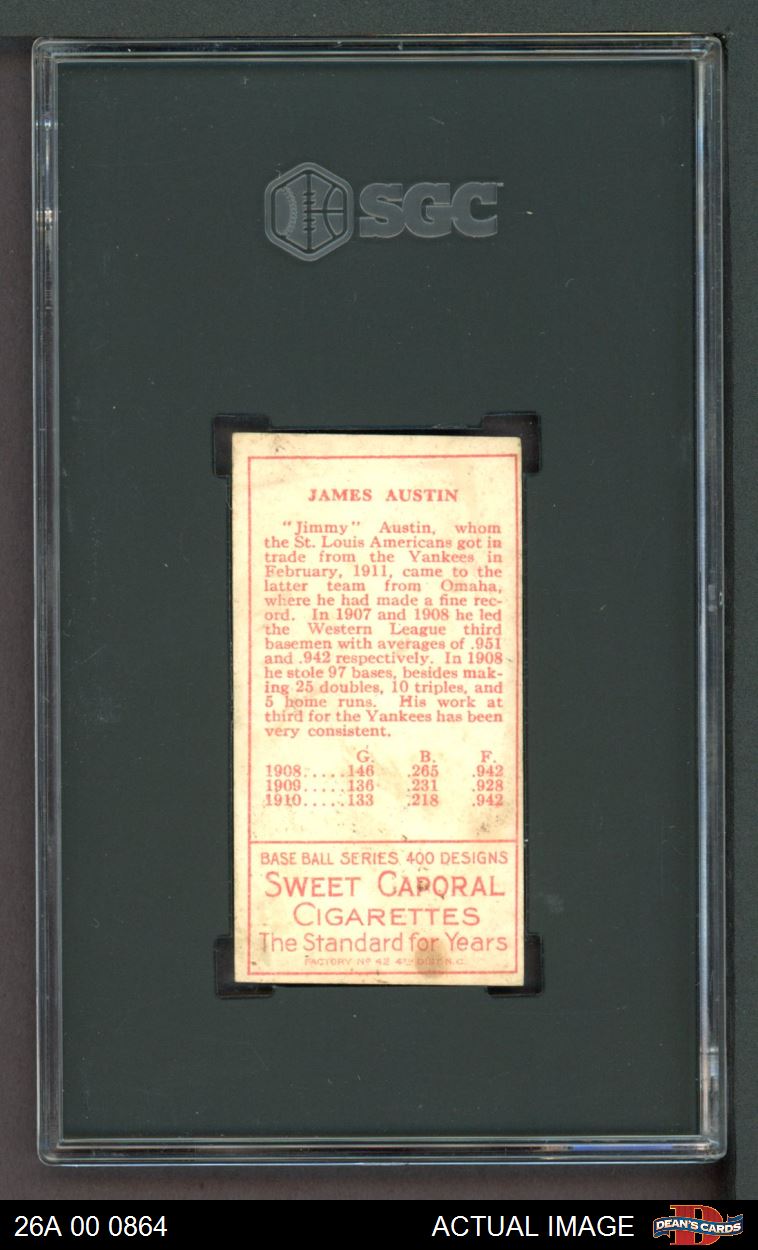 SGC
JAMES AUSTIN
"Jimmy" Austin, whom
the St. Louis Americans got in
trade from the Yankees in
February, 1911, came to the
latter team from Omaha,
where he had made a fine rec-
ord. In 1907 and 1908 he led
the Western League third
basemen with averages of .951
and .942 respectively. In 1908
he stole 97 bases, besides mak-
ing 25 doubles, 10 triples, and
5 home runs. His work at
third for the Yankees has been
very consistent.
G. B. F.
1908.....146 .265 .942
1909.....136 .231 .928
1910.....133 .218 .942
BASE BALL SERIES 400 DESIGNS
SWEET CAPORAL
CIGARETTES
The Standard for Years
FACTORY Nº 42 4TH DIST. N.C.
26A 00 0864 ACTUAL IMAGE DEAN'S CARDS